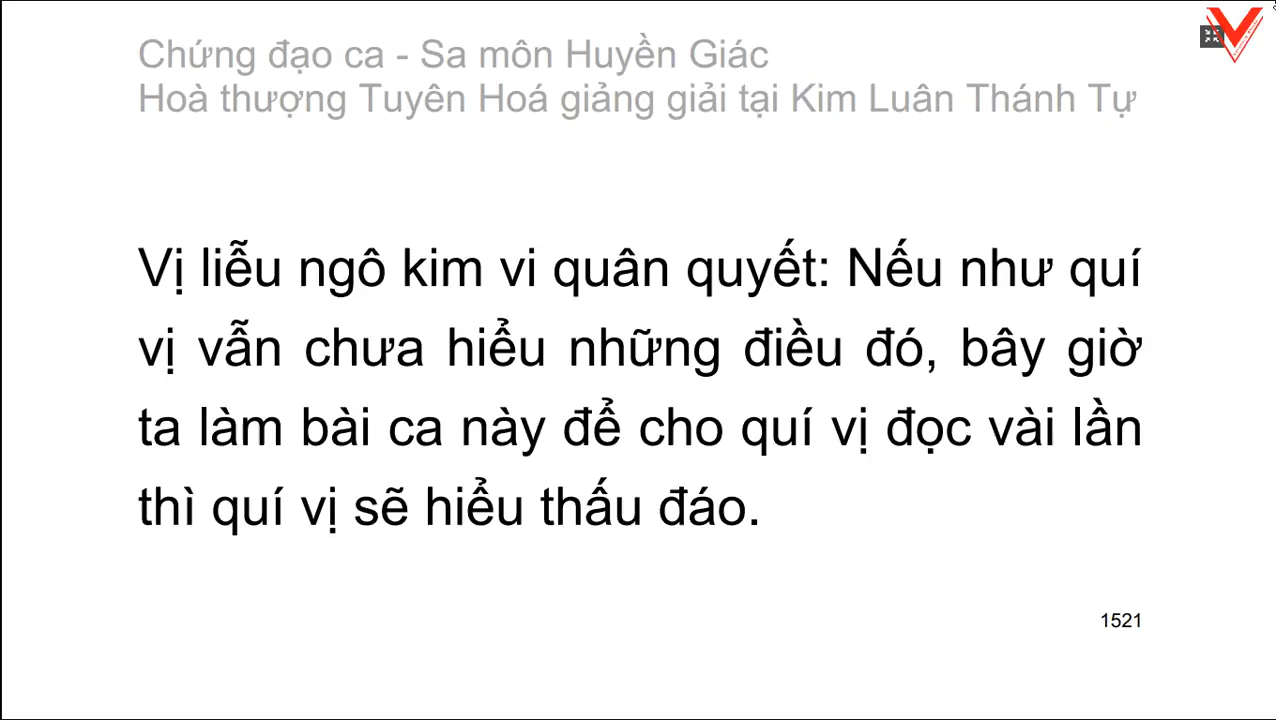 Chứng đạo ca - Sa môn Huyền Giác
Hoà thượng Tuyên Hoá giảng giải tại Kim Luân Thánh Tự
Vị liễu ngô kim vi quân quyết: Nếu như quí
vị vẫn chưa hiểu những điều đó, bây giờ
ta làm bài ca này để cho quí vị đọc vài lần
thì quí vị sẽ hiểu thấu đáo.
1521